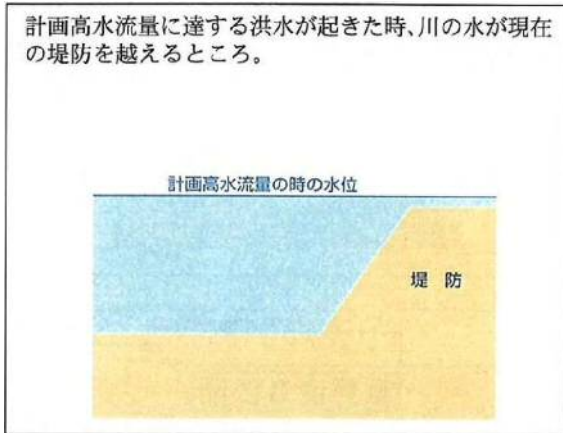 計画高水流量に達する洪水が起きた時、川の水が現在
の堤防を越えるところ。
計画高水流量の時の水位
堤 防